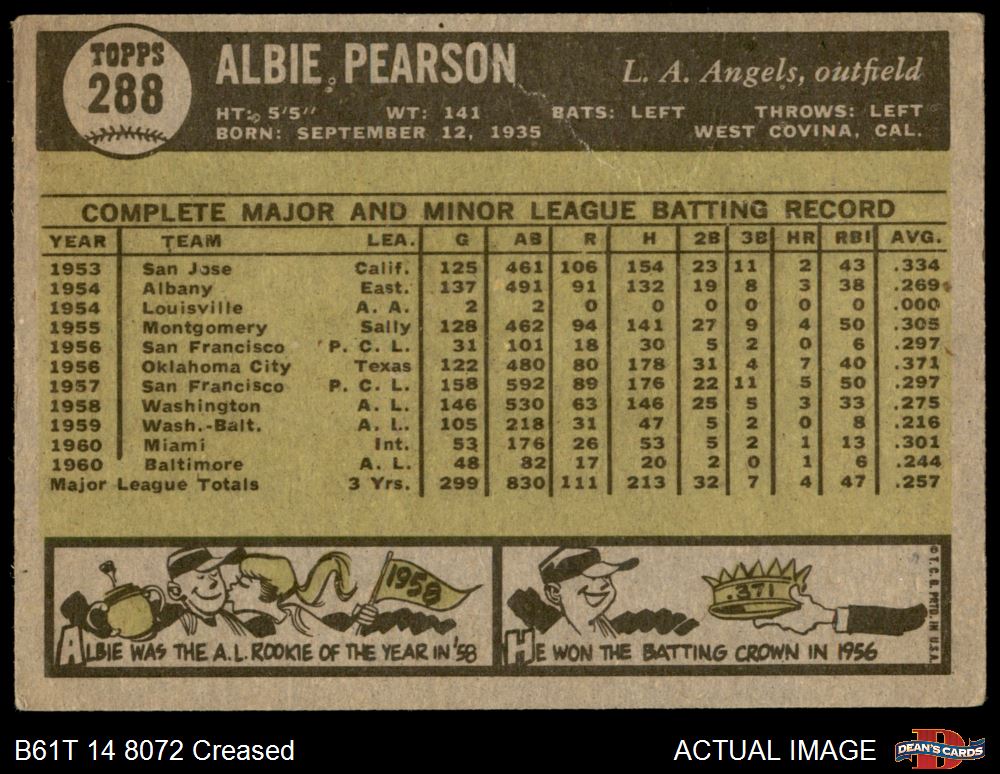 TOPPS
288
ALBIE PEARSON
L. A. Angels, outfield
HT: 5'5" WT: 141 BATS: LEFT THROWS: LEFT
BORN: SEPTEMBER 12, 1935 WEST COVINA, CAL.
COMPLETE MAJOR AND MINOR LEAGUE BATTING RECORD
YEAR TEAM LEA. G AB R H 2B 3B HR RBI AVG.
1953 San Jose Calif. 125 461 106 154 23 11 2 43 .334
1954 Albany East. 137 491 91 132 19 8 3 38 .269
1954 Louisville A. A. 2 2 0 0 0 0 0 0 .000
1955 Montgomery Sally 128 462 94 141 27 9 4 50 .305
1956 San Francisco P. C. L. 31 101 18 30 5 2 0 6 .297
1956 Oklahoma City Texas 122 480 80 178 31 4 7 40 .371
1957 San Francisco P. C. L. 158 592 89 176 22 11 5 50 .297
1958 Washington A. L. 146 530 63 146 25 5 3 33 .275
1959 Wash.-Balt. A. L. 105 218 31 47 5 2 0 8 .216
1960 Miami Int. 53 176 26 53 5 2 1 13 .301
1960 Baltimore A. L. 48 82 17 20 2 0 1 6 .244
Major League Totals 3 Yrs. 299 830 111 213 32 7 4 47 .257
1958
ALBIE WAS THE A.L. ROOKIE OF THE YEAR IN '58
.371
HE WON THE BATTING CROWN IN 1956
© T. C. G. PRTD. IN U.S.A.
B61T 14 8072 Creased
ACTUAL IMAGE
DEAN'S CARDS